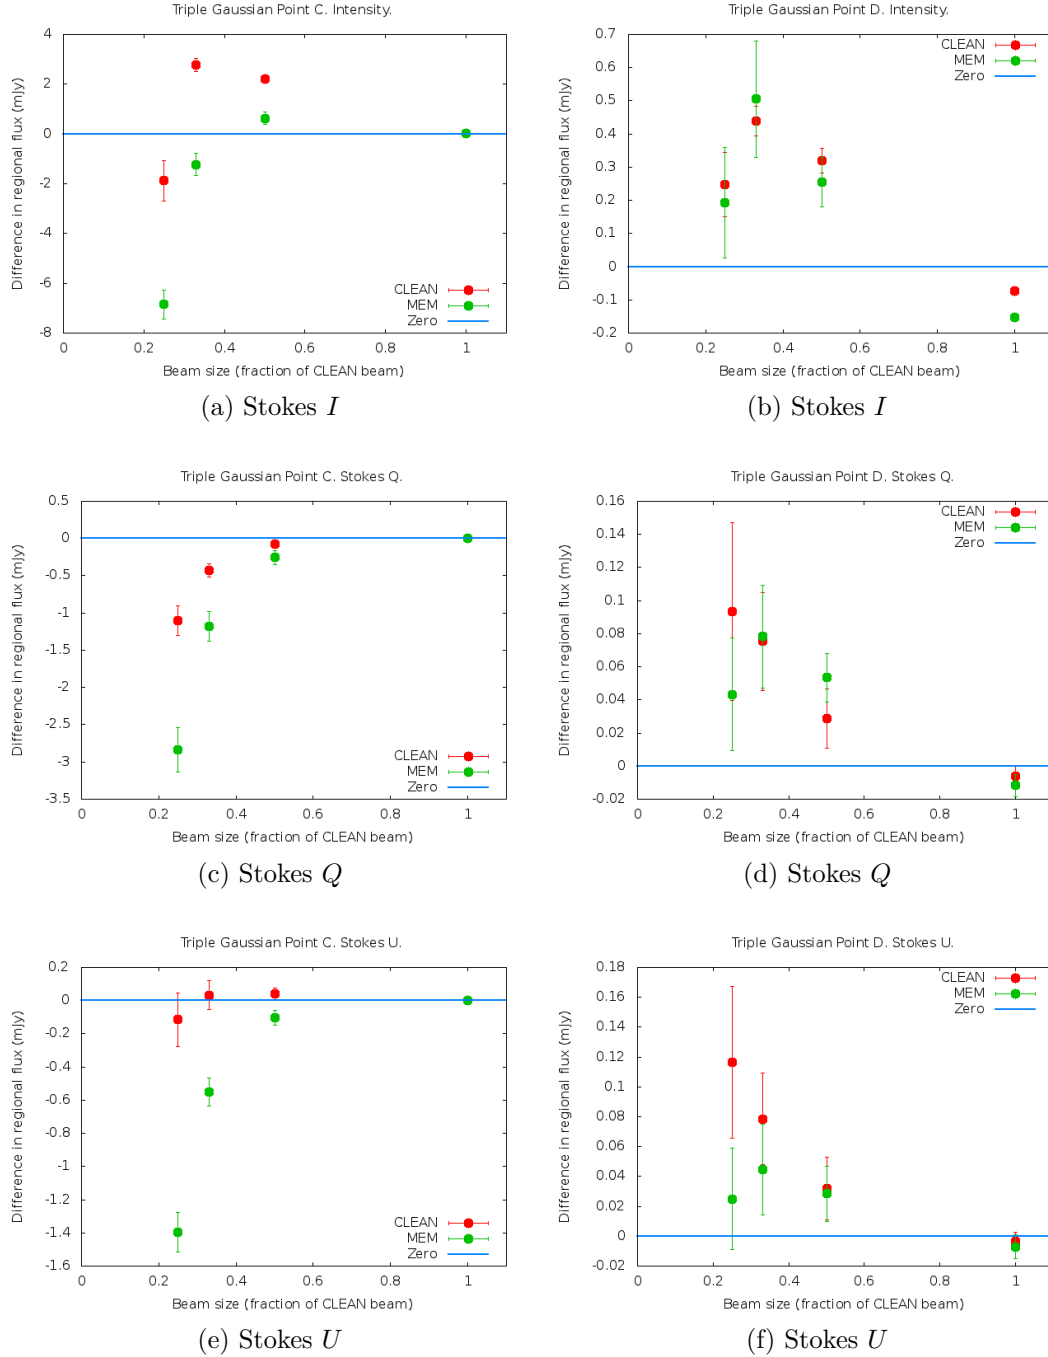 Triple Gaussian Point C. Intensity.
Difference in regional flux (mJy)
4
2
0
-2
-4
-6
-8
CLEAN
MEM
Zero
0 0.2 0.4 0.6 0.8 1
Beam size (fraction of CLEAN beam)
(a) Stokes I
Triple Gaussian Point D. Intensity.
Difference in regional flux (mJy)
0.7
0.6
0.5
0.4
0.3
0.2
0.1
0
-0.1
-0.2
CLEAN
MEM
Zero
0 0.2 0.4 0.6 0.8 1
Beam size (fraction of CLEAN beam)
(b) Stokes I
Triple Gaussian Point C. Stokes Q.
Difference in regional flux (mJy)
0.5
0
-0.5
-1
-1.5
-2
-2.5
-3
-3.5
CLEAN
MEM
Zero
0 0.2 0.4 0.6 0.8 1
Beam size (fraction of CLEAN beam)
(c) Stokes Q
Triple Gaussian Point D. Stokes Q.
Difference in regional flux (mJy)
0.16
0.14
0.12
0.1
0.08
0.06
0.04
0.02
0
-0.02
CLEAN
MEM
Zero
0 0.2 0.4 0.6 0.8 1
Beam size (fraction of CLEAN beam)
(d) Stokes Q
Triple Gaussian Point C. Stokes U.
Difference in regional flux (mJy)
0.2
0
-0.2
-0.4
-0.6
-0.8
-1
-1.2
-1.4
-1.6
CLEAN
MEM
Zero
0 0.2 0.4 0.6 0.8 1
Beam size (fraction of CLEAN beam)
(e) Stokes U
Triple Gaussian Point D. Stokes U.
Difference in regional flux (mJy)
0.18
0.16
0.14
0.12
0.1
0.08
0.06
0.04
0.02
0
-0.02
CLEAN
MEM
Zero
0 0.2 0.4 0.6 0.8 1
Beam size (fraction of CLEAN beam)
(f) Stokes U